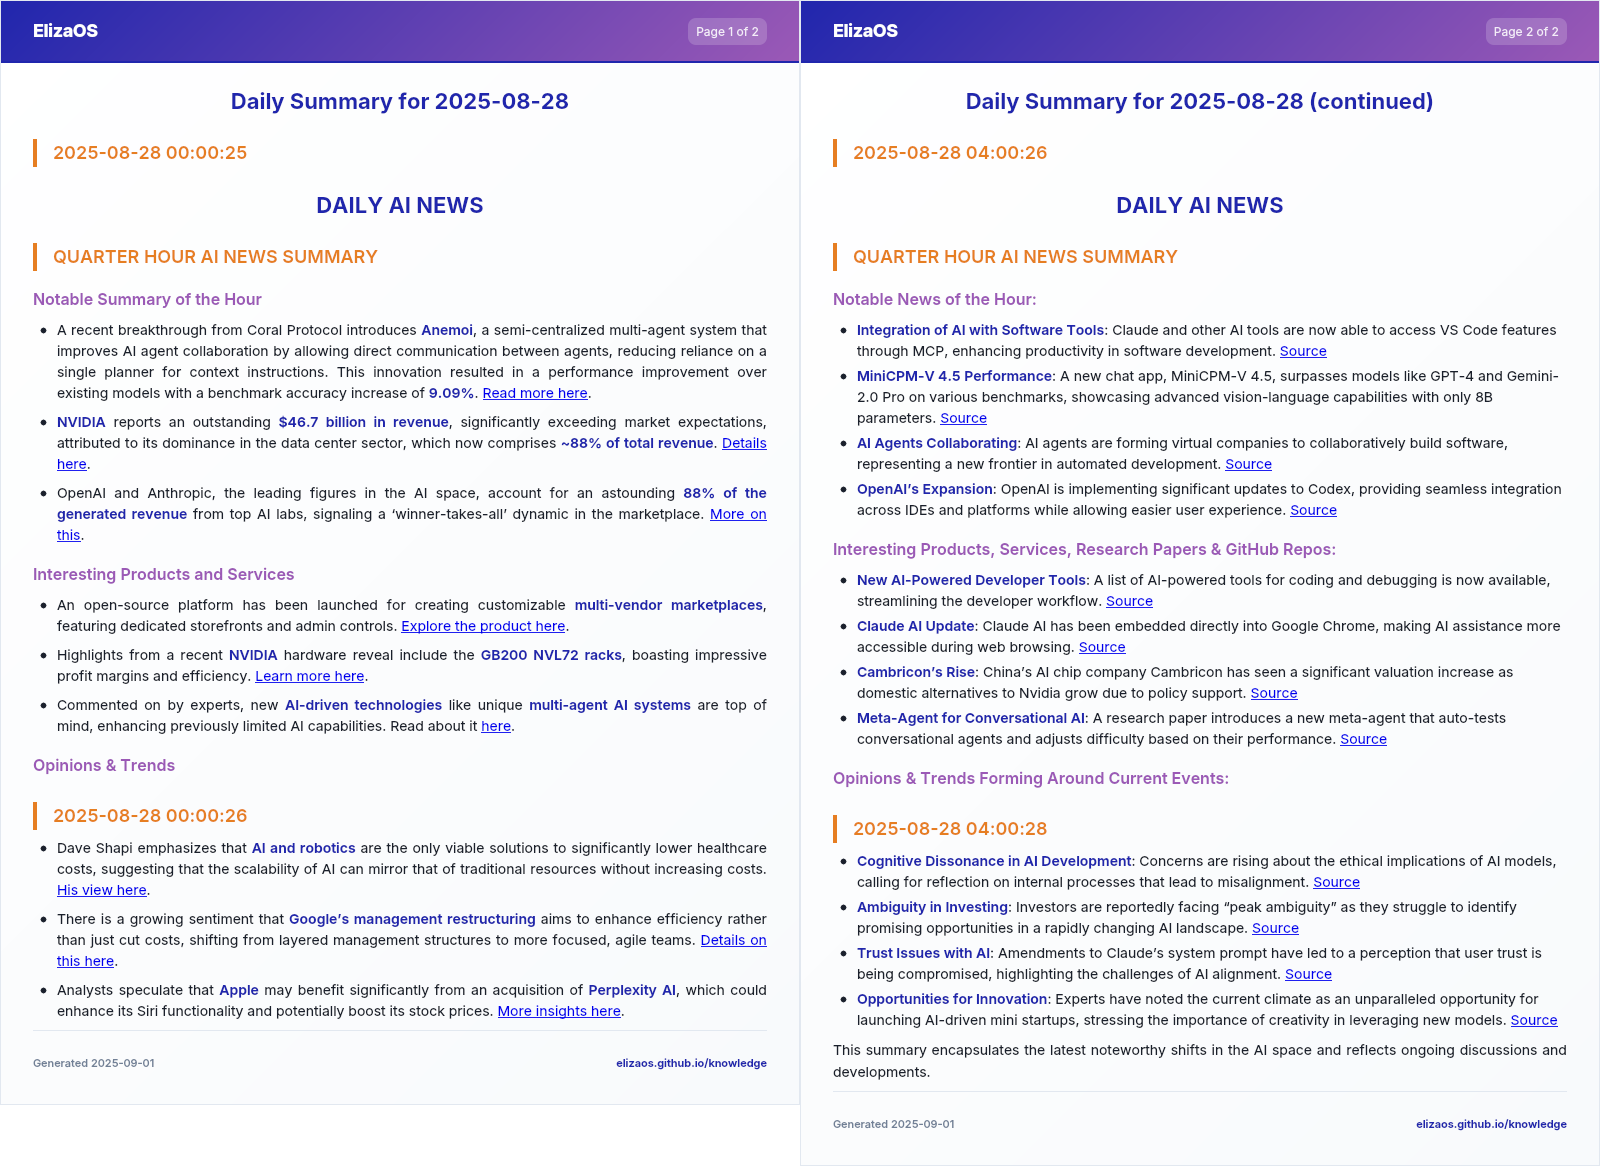 ElizaOS
Page 1 of 2
Daily Summary for 2025-08-28
2025-08-28 00:00:25
DAILY AI NEWS
QUARTER HOUR AI NEWS SUMMARY
Notable Summary of the Hour
A recent breakthrough from Coral Protocol introduces Anemoi, a semi-centralized multi-agent system that
improves AI agent collaboration by allowing direct communication between agents, reducing reliance on a
single planner for context instructions. This innovation resulted in a performance improvement over
existing models with a benchmark accuracy increase of 9.09%. Read more here.
NVIDIA reports an outstanding $46.7 billion in revenue, significantly exceeding market expectations,
attributed to its dominance in the data center sector, which now comprises ~88% of total revenue. Details
here.
OpenAI and Anthropic, the leading figures in the AI space, account for an astounding 88% of the
generated revenue from top AI labs, signaling a ‘winner-takes-all’ dynamic in the marketplace. More on
this.
Interesting Products and Services
An open-source platform has been launched for creating customizable multi-vendor marketplaces,
featuring dedicated storefronts and admin controls. Explore the product here.
Highlights from a recent NVIDIA hardware reveal include the GB200 NVL72 racks, boasting impressive
profit margins and efficiency. Learn more here.
Commented on by experts, new AI-driven technologies like unique multi-agent AI systems are top of
mind, enhancing previously limited AI capabilities. Read about it here.
Opinions & Trends
2025-08-28 00:00:26
Dave Shapi emphasizes that AI and robotics are the only viable solutions to significantly lower healthcare
costs, suggesting that the scalability of AI can mirror that of traditional resources without increasing costs.
His view here.
There is a growing sentiment that Google’s management restructuring aims to enhance efficiency rather
than just cut costs, shifting from layered management structures to more focused, agile teams. Details on
this here.
Analysts speculate that Apple may benefit significantly from an acquisition of Perplexity AI, which could
enhance its Siri functionality and potentially boost its stock prices. More insights here.
Generated 2025-09-01
elizaos.github.io/knowledge
ElizaOS
Page 2 of 2
Daily Summary for 2025-08-28 (continued)
2025-08-28 04:00:26
DAILY AI NEWS
QUARTER HOUR AI NEWS SUMMARY
Notable News of the Hour:
Integration of AI with Software Tools: Claude and other AI tools are now able to access VS Code features
through MCP, enhancing productivity in software development. Source
MiniCPM-V 4.5 Performance: A new chat app, MiniCPM-V 4.5, surpasses models like GPT-4 and Gemini-
2.0 Pro on various benchmarks, showcasing advanced vision-language capabilities with only 8B
parameters. Source
AI Agents Collaborating: AI agents are forming virtual companies to collaboratively build software,
representing a new frontier in automated development. Source
OpenAI’s Expansion: OpenAI is implementing significant updates to Codex, providing seamless integration
across IDEs and platforms while allowing easier user experience. Source
Interesting Products, Services, Research Papers & GitHub Repos:
New AI-Powered Developer Tools: A list of AI-powered tools for coding and debugging is now available,
streamlining the developer workflow. Source
Claude AI Update: Claude AI has been embedded directly into Google Chrome, making AI assistance more
accessible during web browsing. Source
Cambricon’s Rise: China’s AI chip company Cambricon has seen a significant valuation increase as
domestic alternatives to Nvidia grow due to policy support. Source
Meta-Agent for Conversational AI: A research paper introduces a new meta-agent that auto-tests
conversational agents and adjusts difficulty based on their performance. Source
Opinions & Trends Forming Around Current Events:
2025-08-28 04:00:28
Cognitive Dissonance in AI Development: Concerns are rising about the ethical implications of AI models,
calling for reflection on internal processes that lead to misalignment. Source
Ambiguity in Investing: Investors are reportedly facing “peak ambiguity” as they struggle to identify
promising opportunities in a rapidly changing AI landscape. Source
Trust Issues with AI: Amendments to Claude’s system prompt have led to a perception that user trust is
being compromised, highlighting the challenges of AI alignment. Source
Opportunities for Innovation: Experts have noted the current climate as an unparalleled opportunity for
launching AI-driven mini startups, stressing the importance of creativity in leveraging new models. Source
This summary encapsulates the latest noteworthy shifts in the AI space and reflects ongoing discussions and
developments.
Generated 2025-09-01
elizaos.github.io/knowledge